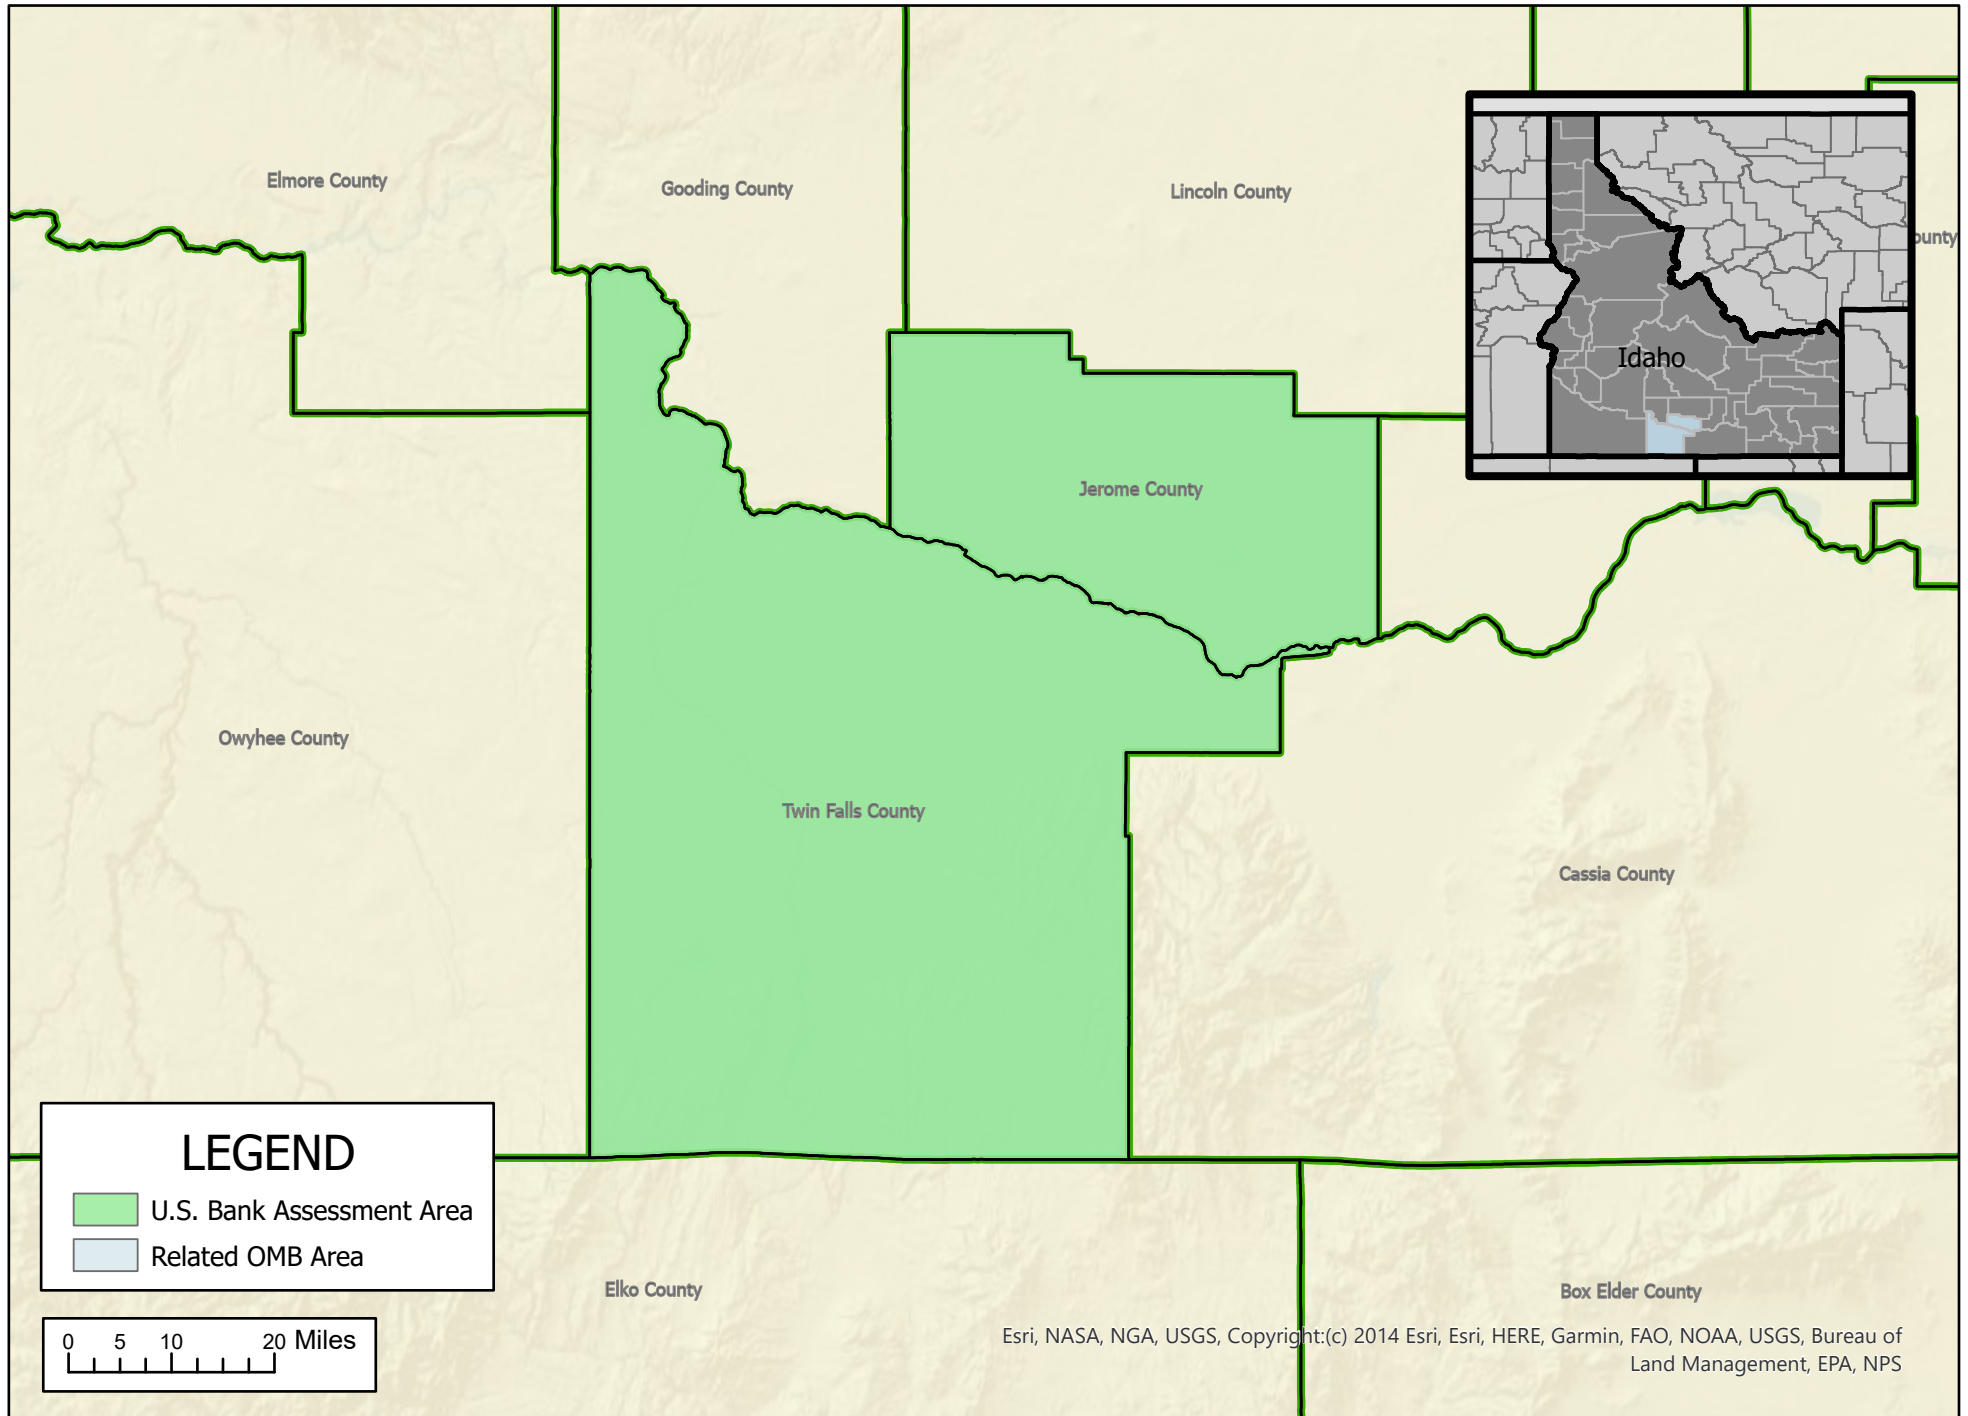 Elmore County
Gooding County
Lincoln County
ounty
Idaho
Jerome County
Owyhee County
Twin Falls County
Cassia County
LEGEND
U.S. Bank Assessment Area
Related OMB Area
Elko County
Box Elder County
0 5 10 20 Miles
Esri, NASA, NGA, USGS, Copyright:(c) 2014 Esri, Esri, HERE, Garmin, FAO, NOAA, USGS, Bureau of
Land Management, EPA, NPS